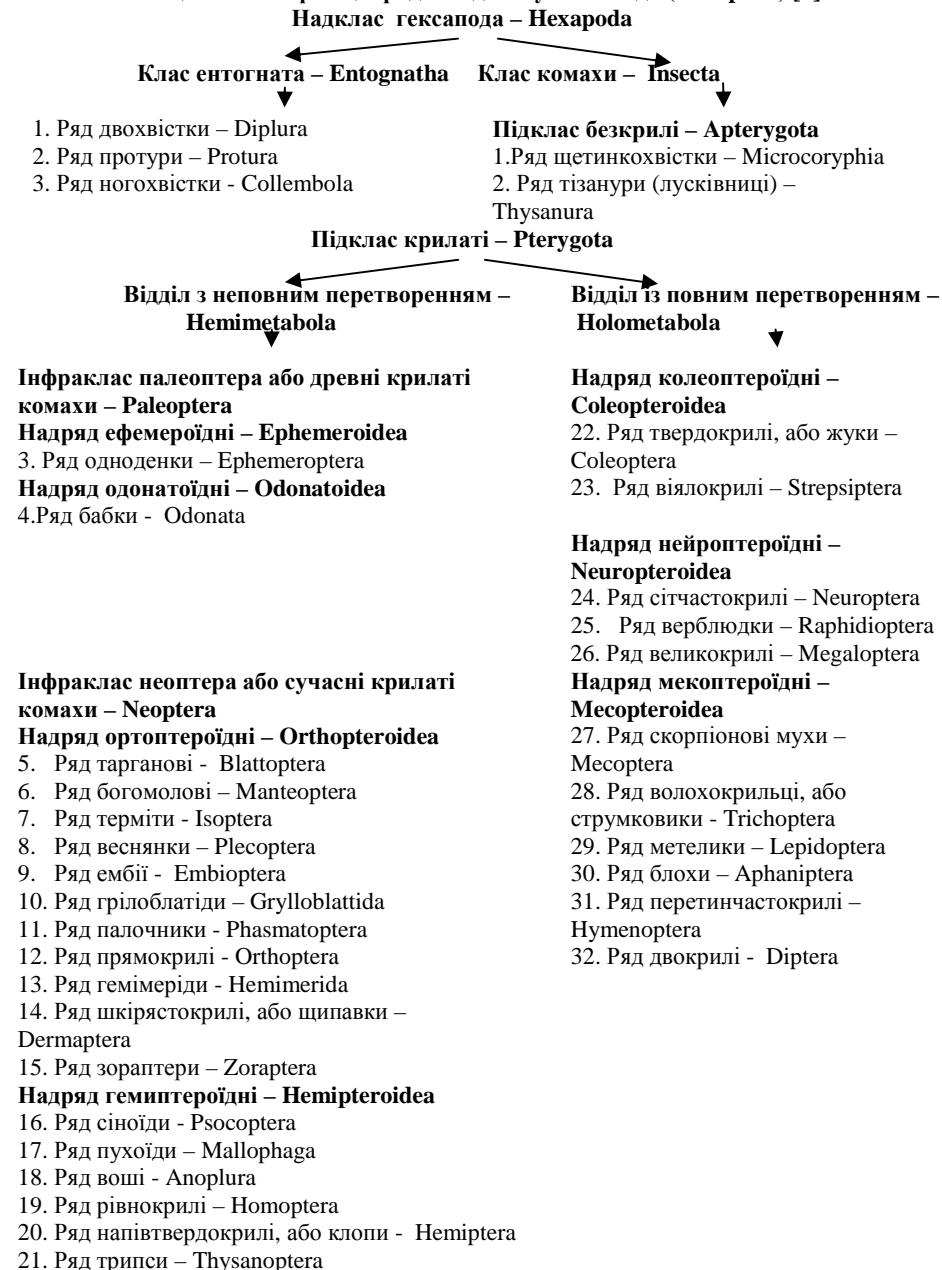 Надклас гексапода – Hexapoda
Клас ентогната – Entognatha
Клас комахи – Insecta
1. Ряд двохвістки – Diplura
2. Ряд протури – Protura
3. Ряд ногохвістки - Collembola
Підклас безкрилі – Apterygota
1.Ряд щетинкохвістки – Microcoryphia
2. Ряд тізанури (лусківниці) –
Thysanura
Підклас крилаті – Pterygota
Відділ з неповним перетворенням –
Hemimetabola
Інфраклас палеоптера або древні крилаті
комахи – Paleoptera
Надряд ефемероїдні – Ephemeroidea
3. Ряд одноденки – Ephemeroptera
Надряд одонатоїдні – Odonatoidea
4.Ряд бабки - Odonata
Інфраклас неоптера або сучасні крилаті
комахи – Neoptera
Надряд ортоптероїдні – Orthopteroidea
5. Ряд тарганові - Blattoptera
6. Ряд богомолові – Manteoptera
7. Ряд терміти - Isoptera
8. Ряд веснянки – Plecoptera
9. Ряд ембії - Embioptera
10. Ряд грілоблатіди – Grylloblattida
11. Ряд палочники - Phasmatoptera
12. Ряд прямокрилі - Orthoptera
13. Ряд гемімеріди - Hemimerida
14. Ряд шкірястокрилі, або щипавки –
Dermaptera
15. Ряд зораптери – Zoraptera
Надряд гемиптероїдні – Hemipteroidea
16. Ряд сіноїди - Psocoptera
17. Ряд пухоїди – Mallophaga
18. Ряд воші - Anoplura
19. Ряд рівнокрилі – Homoptera
20. Ряд напівтвердокрилі, або клопи - Hemiptera
21. Ряд трипси – Thysanoptera
Відділ із повним перетворенням –
Holometabola
Надряд колеоптероїдні –
Coleopteroidea
22. Ряд твердокрилі, або жуки –
Coleoptera
23. Ряд віялокрилі – Strepsiptera
Надряд нейроптероїдні –
Neuropteroidea
24. Ряд сітчастокрилі – Neuroptera
25. Ряд верблюдки – Raphidioptera
26. Ряд великокрилі – Megaloptera
Надряд мекоптероїдні –
Mecopteroidea
27. Ряд скорпіонові мухи –
Mecoptera
28. Ряд волохокрильці, або
струмковики - Trichoptera
29. Ряд метелики – Lepidoptera
30. Ряд блохи – Aphaniptera
31. Ряд перетинчастокрилі –
Hymenoptera
32. Ряд двокрилі - Diptera